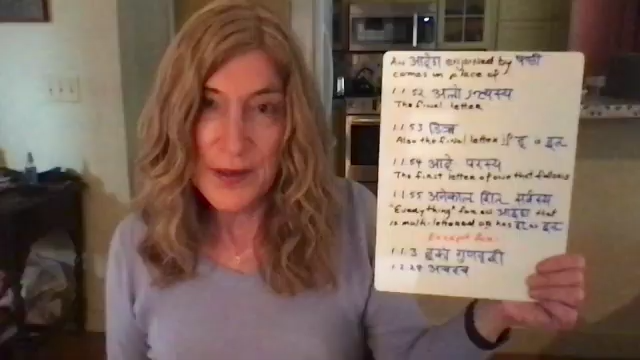 An आदेश enjoined by षष्ठी
comes in place of
1.1.52 अलो ऽन्त्यस्य
The final letter
1.1.53 ङिच्च
Also the final letter if ङ् is इत्
1.1.54 आदेः परस्य
The first letter of one that follows
1.1.55 अनेकाल् शित् सर्वस्य
"Everything" for an आदेश that
is multi-lettered or has श् as इत्
Except for:
1.1.3 इको गुणवृद्धी
1.2.28 अचश्च